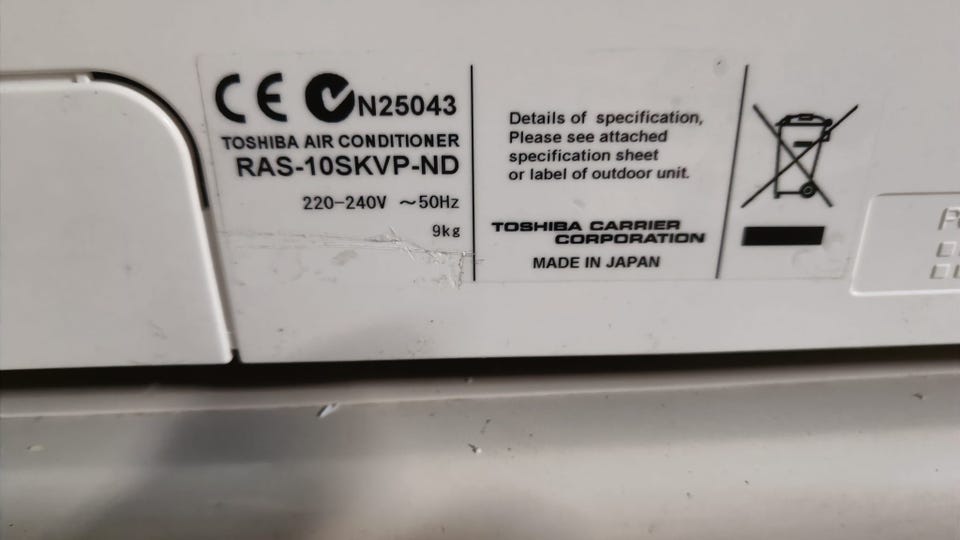 CE N25043
TOSHIBA AIR CONDITIONER
RAS-10SKVP-ND
220-240V ~50Hz
9kg
Details of specification,
Please see attached
specification sheet
or label of outdoor unit.
TOSHIBA CARRIER
CORPORATION
MADE IN JAPAN